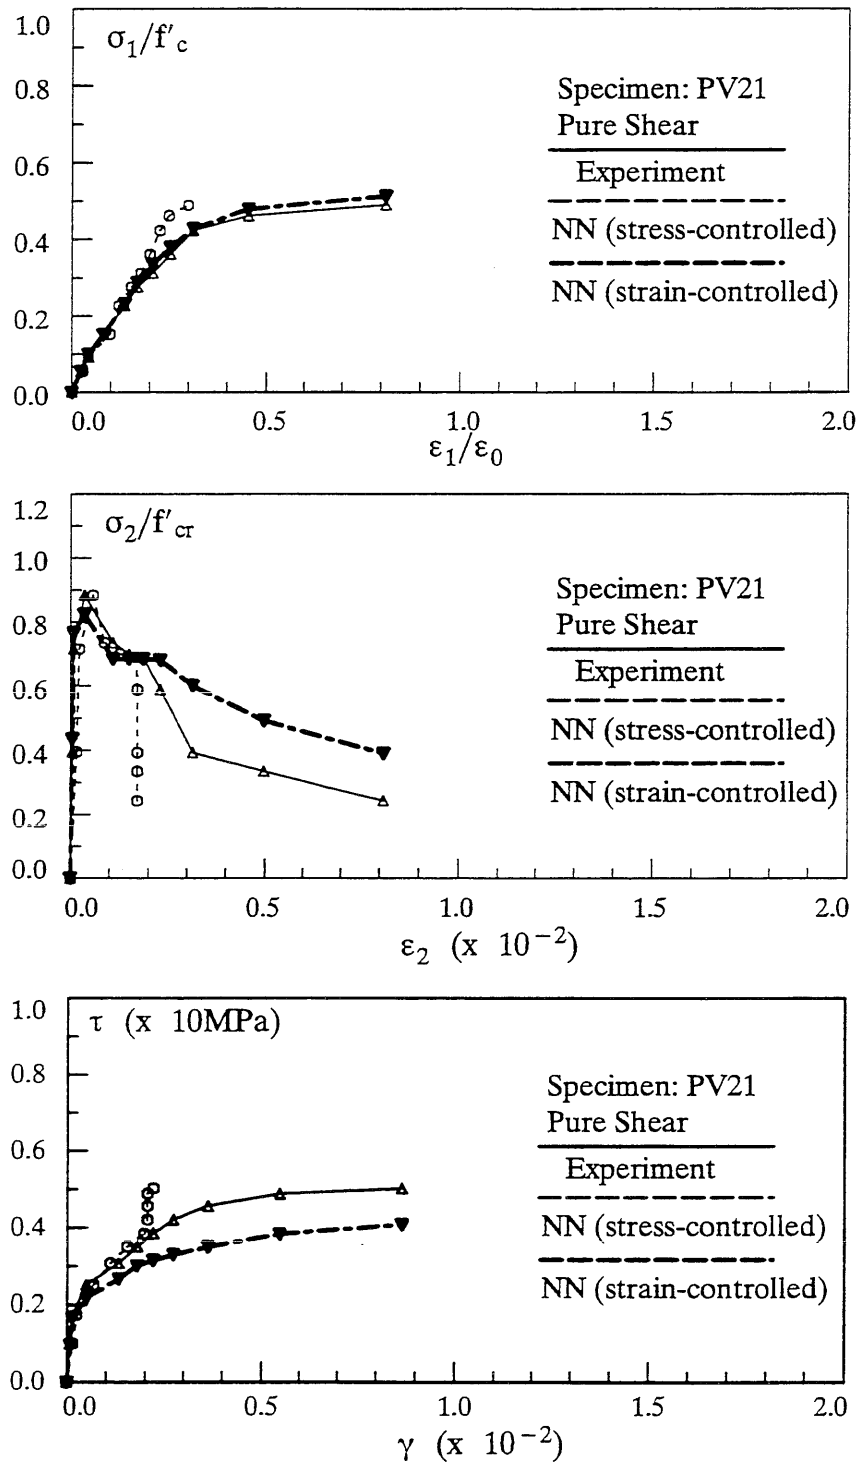 1.0
σ₁/f'c
0.8
0.6
0.4
0.2
0.0
Specimen: PV21
Pure Shear
Experiment
NN (stress-controlled)
NN (strain-controlled)
0.0 0.5 1.0 1.5 2.0
ε₁/ε₀
1.2
σ₂/f'cr
1.0
0.8
0.6
0.4
0.2
0.0
Specimen: PV21
Pure Shear
Experiment
NN (stress-controlled)
NN (strain-controlled)
0.0 0.5 1.0 1.5 2.0
ε₂ (x 10⁻²)
1.0
τ (x 10MPa)
0.8
0.6
0.4
0.2
0.0
Specimen: PV21
Pure Shear
Experiment
NN (stress-controlled)
NN (strain-controlled)
0.0 0.5 1.0 1.5 2.0
γ (x 10⁻²)